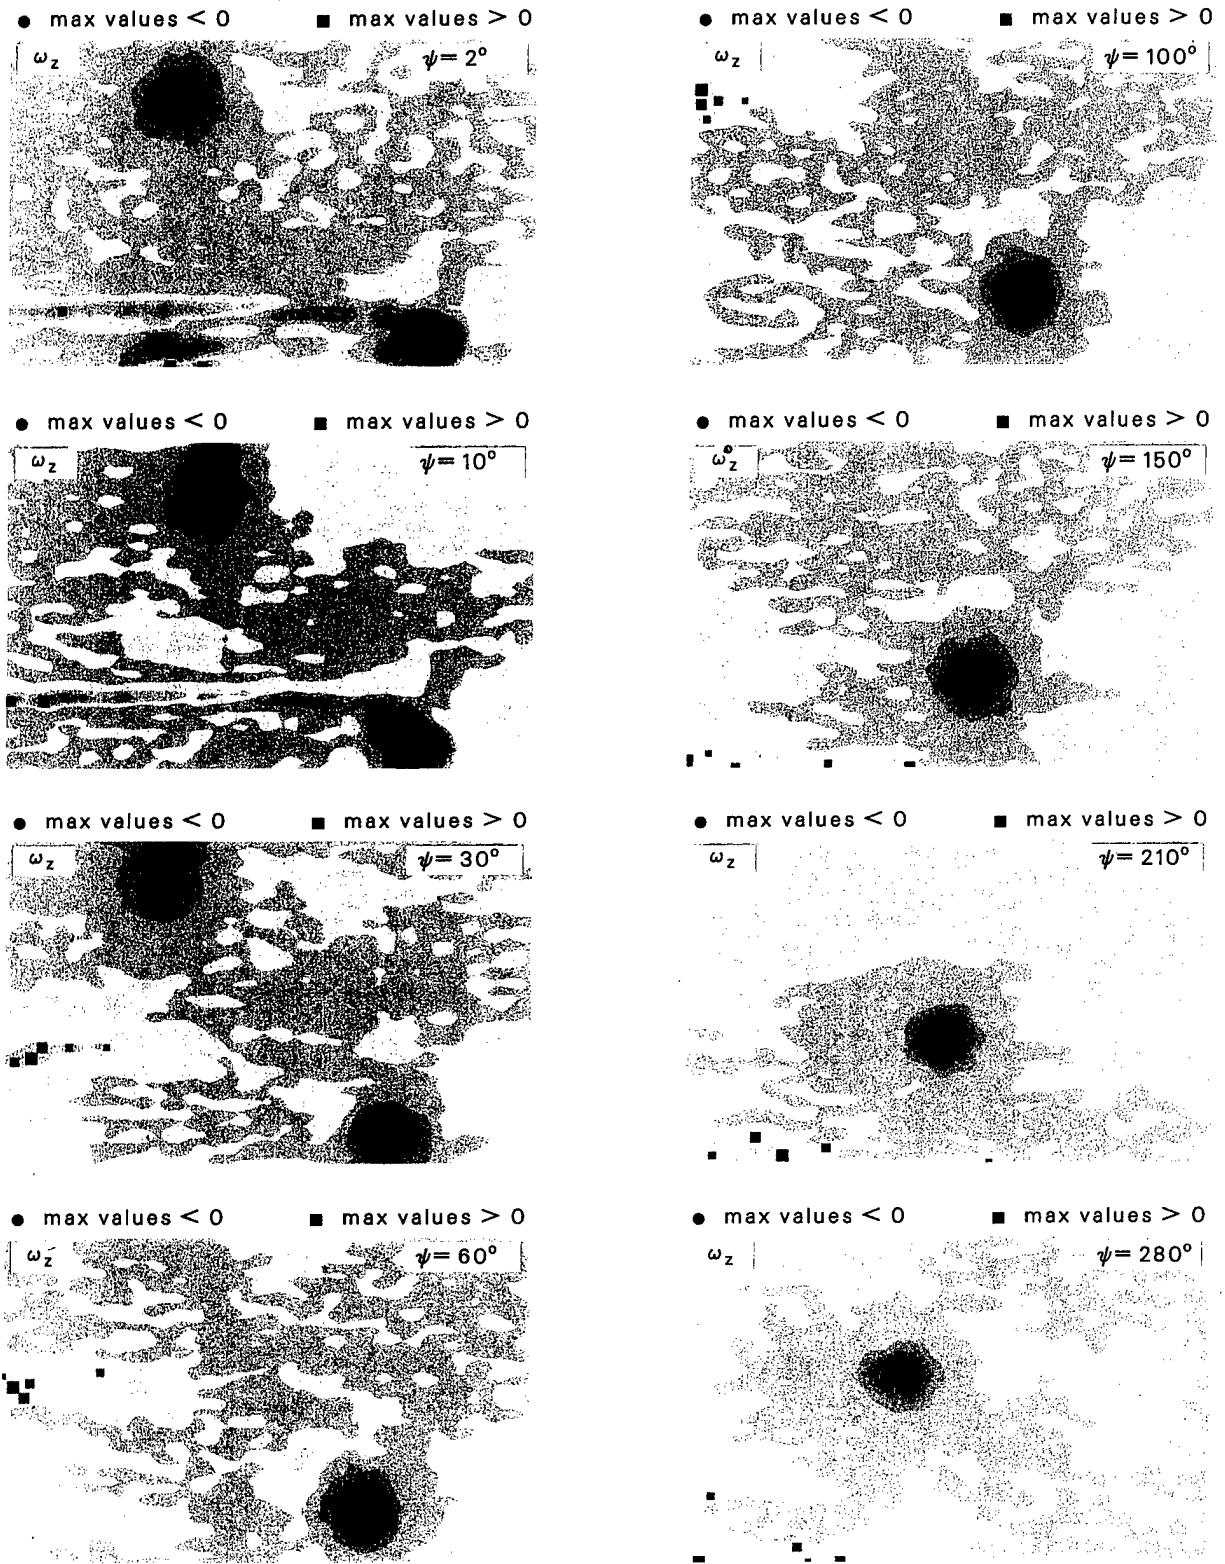 ● max values < 0 ■ max values > 0
ω_z ψ= 2°
● max values < 0 ■ max values > 0
ω_z ψ= 10°
● max values < 0 ■ max values > 0
ω_z ψ= 30°
● max values < 0 ■ max values > 0
ω_z ψ= 60°
● max values < 0 ■ max values > 0
ω_z ψ= 100°
● max values < 0 ■ max values > 0
ω_z ψ= 150°
● max values < 0 ■ max values > 0
ω_z ψ= 210°
● max values < 0 ■ max values > 0
ω_z ψ= 280°